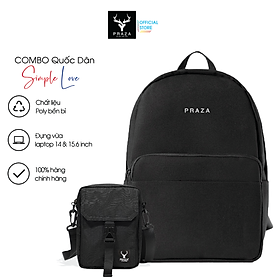 PRAZA
OFFICIAL
STORE
COMBO Quốc Dân
Simple Love
Chất liệu
Poly bền bỉ
Đựng vừa
laptop 14 & 15.6 inch
100% hàng
chính hãng
PRAZA